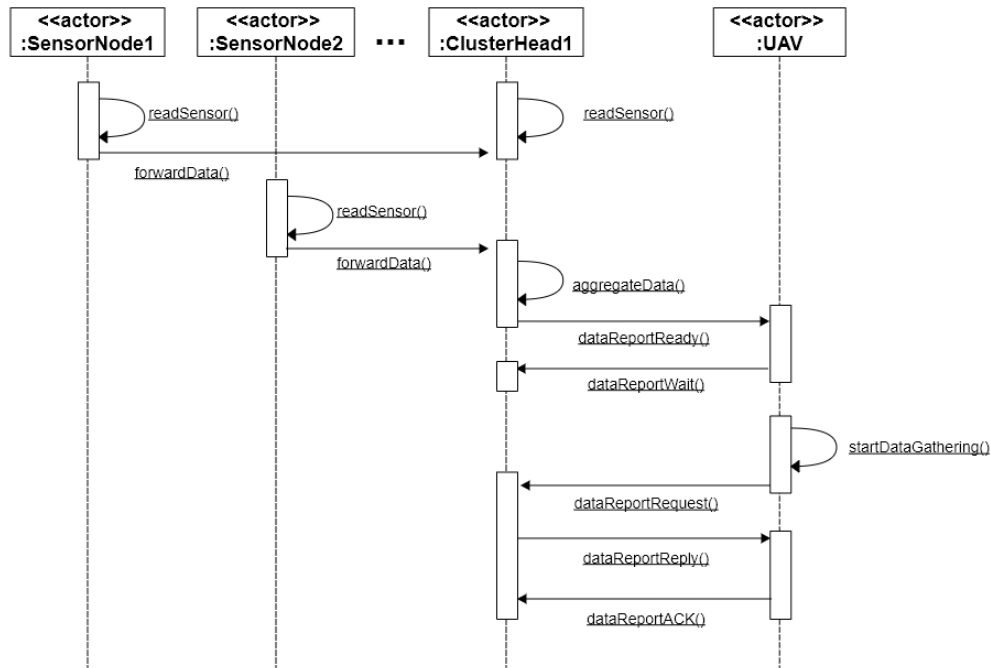 <<actor>>
:SensorNode1
<<actor>>
:SensorNode2
...
<<actor>>
:ClusterHead1
<<actor>>
:UAV
readSensor()
readSensor()
forwardData()
readSensor()
forwardData()
aggregateData()
dataReportReady()
dataReportWait()
startDataGathering()
dataReportRequest()
dataReportReply()
dataReportACK()